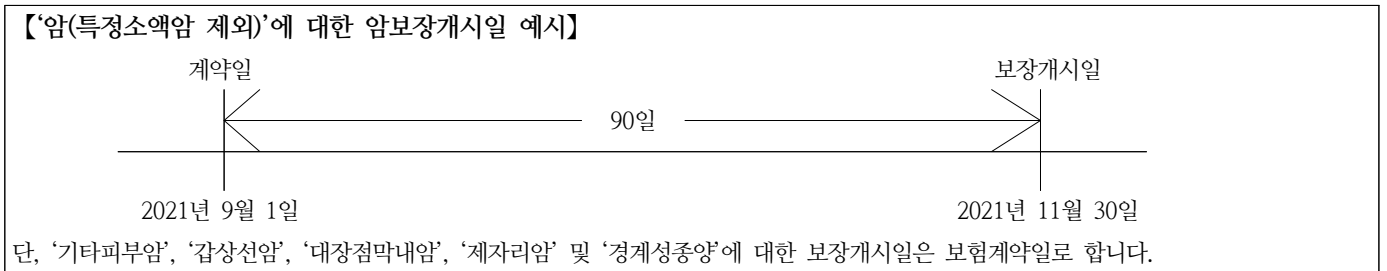 【‘암(특정소액암 제외)’에 대한 암보장개시일 예시】
계약일 보장개시일
90일
2021년 9월 1일 2021년 11월 30일
단, ‘기타피부암’, ‘갑상선암’, ‘대장점막내암’, ‘제자리암’ 및 ‘경계성종양’에 대한 보장개시일은 보험계약일로 합니다.